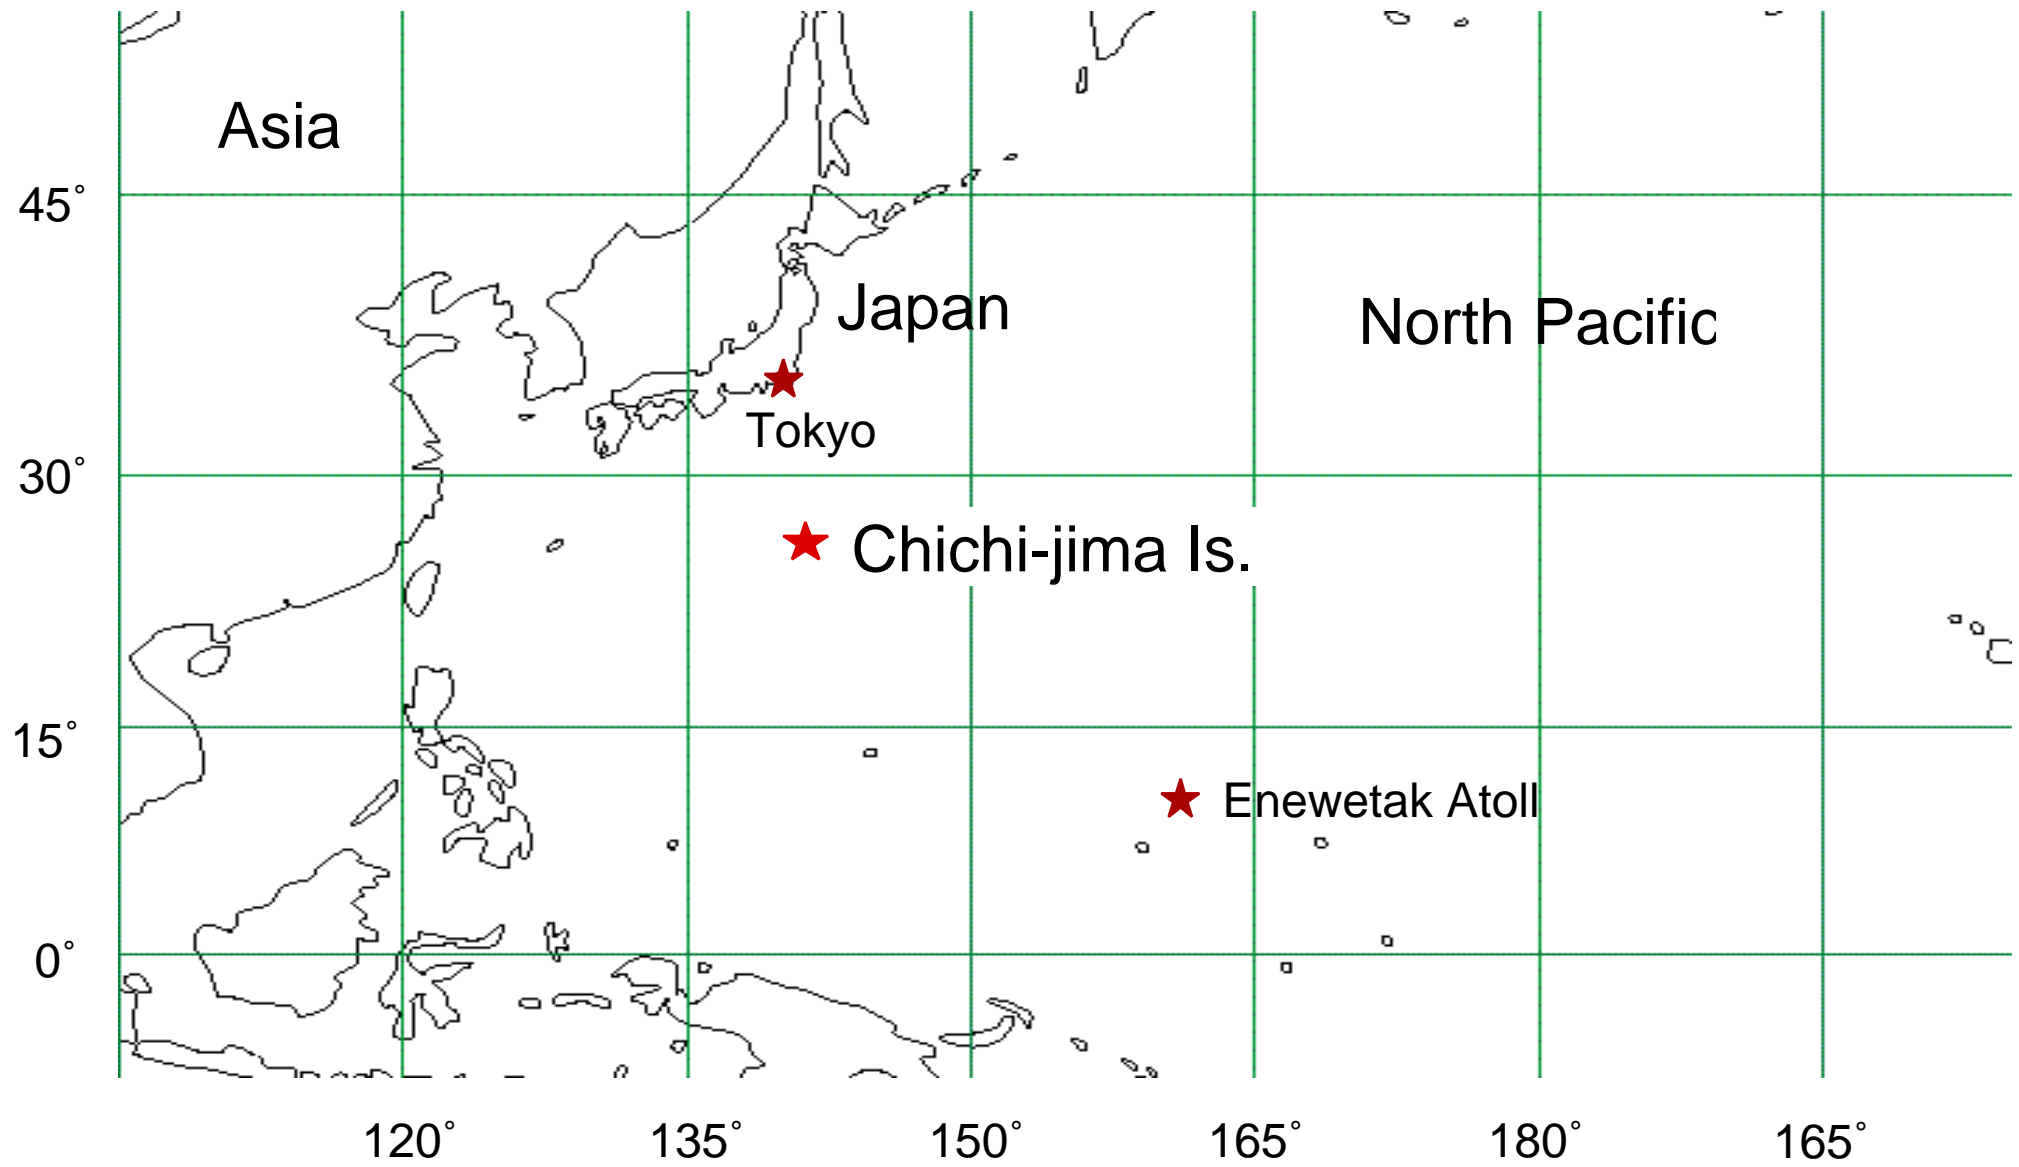 Asia
45°
Japan
North Pacific
Tokyo
30°
Chichi-jima Is.
15°
Enewetak Atoll
0°
120° 135° 150° 165° 180° 165°